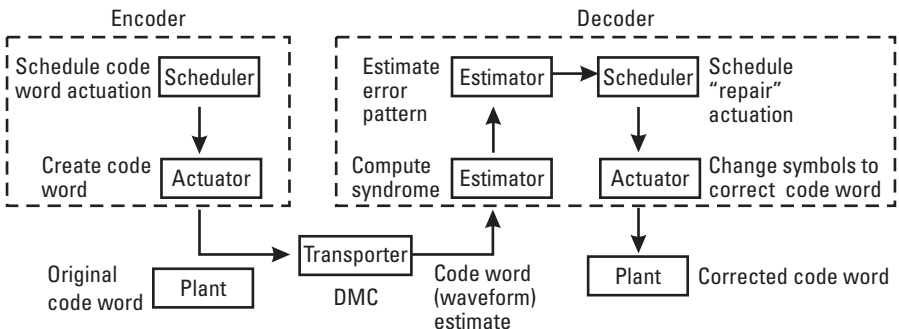 Encoder
Decoder
Schedule code
word actuation
Scheduler
Estimate
error
pattern
Estimator
Scheduler
Schedule
“repair”
actuation
Create code
word
Actuator
Compute
syndrome
Estimator
Actuator
Change symbols to
correct code word
Original
code word
Plant
Transporter
DMC
Code word
(waveform)
estimate
Plant
Corrected code word